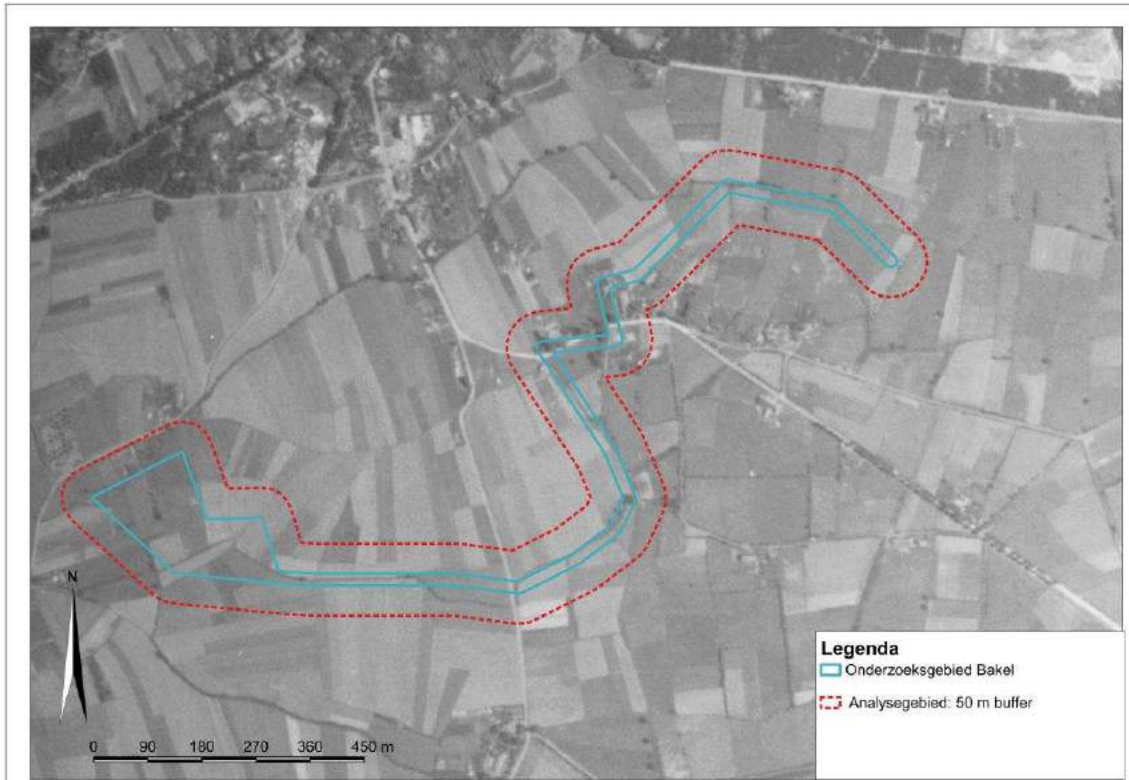 N
0 90 180 270 360 450 m
Legenda
Onderzoeksgebied Bakel
Analysegebied: 50 m buffer